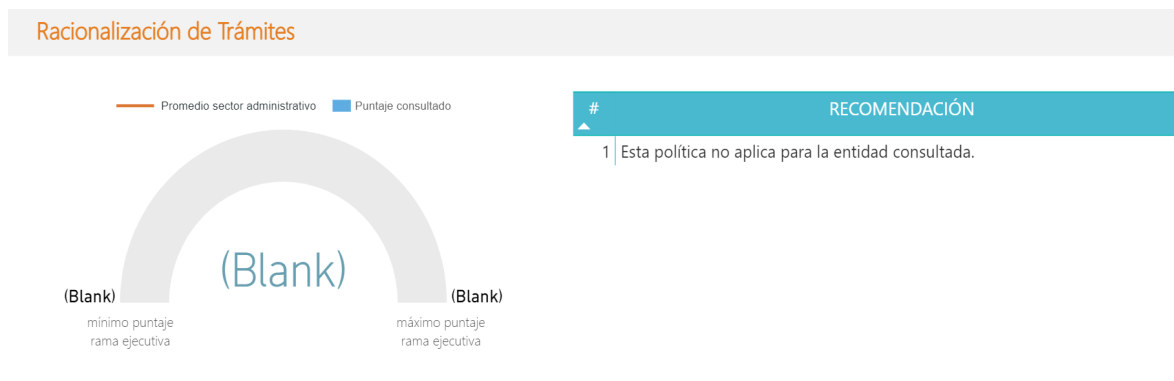 Racionalización de Trámites
Promedio sector administrativo
Puntaje consultado
(Blank)
(Blank)
(Blank)
mínimo puntaje
rama ejecutiva
máximo puntaje
rama ejecutiva
# RECOMENDACIÓN
1 Esta política no aplica para la entidad consultada.